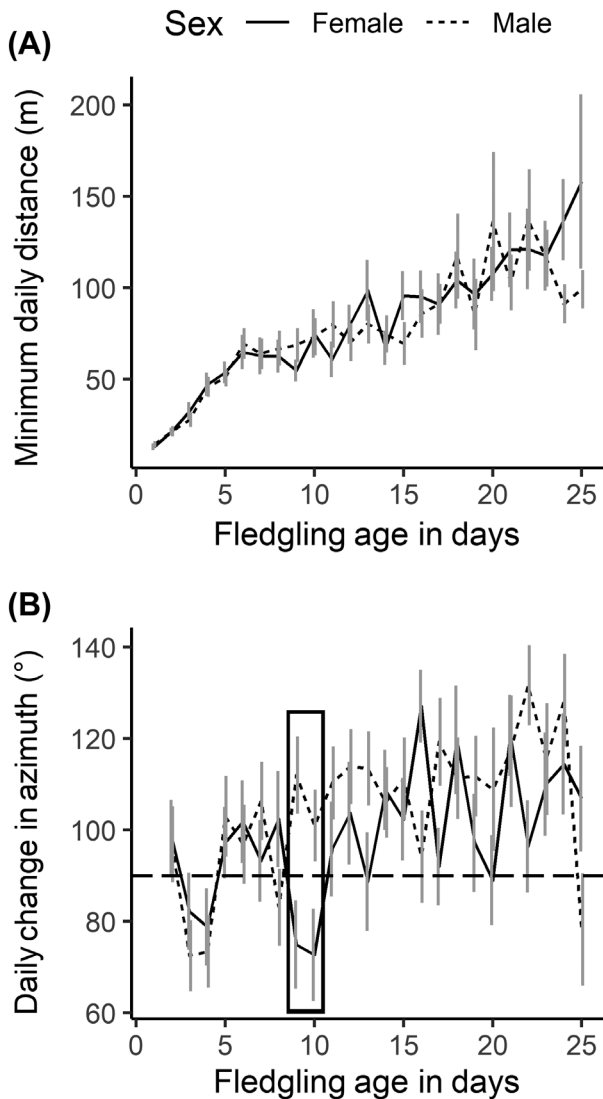 Sex Female Male
(A)
Minimum daily distance (m)
200
150
100
50
0 5 10 15 20 25
Fledgling age in days
(B)
Daily change in azimuth (°)
140
120
100
80
60
0 5 10 15 20 25
Fledgling age in days